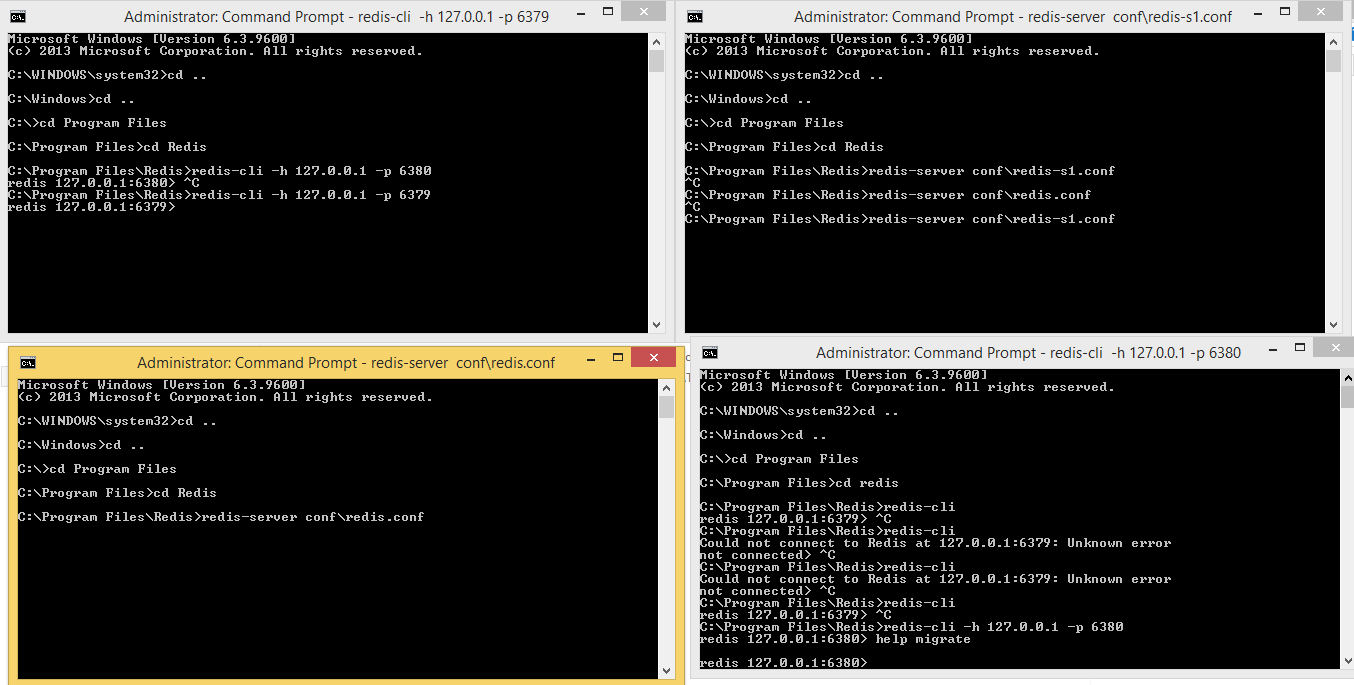 Administrator: Command Prompt - redis-cli  -h 127.0.0.1 -p 6379
Microsoft Windows [Version 6.3.9600]
(c) 2013 Microsoft Corporation. All rights reserved.
C:\WINDOWS\system32>cd ..
C:\Windows>cd ..
C:\>cd Program Files
C:\Program Files>cd Redis
C:\Program Files\Redis>redis-cli -h 127.0.0.1 -p 6380
redis 127.0.0.1:6380> ^C
C:\Program Files\Redis>redis-cli -h 127.0.0.1 -p 6379
redis 127.0.0.1:6379>
Administrator: Command Prompt - redis-server  conf\redis-s1.conf
Microsoft Windows [Version 6.3.9600]
(c) 2013 Microsoft Corporation. All rights reserved.
C:\WINDOWS\system32>cd ..
C:\Windows>cd ..
C:\>cd Program Files
C:\Program Files>cd Redis
C:\Program Files\Redis>redis-server conf\redis-s1.conf
^C
C:\Program Files\Redis>redis-server conf\redis.conf
^C
C:\Program Files\Redis>redis-server conf\redis-s1.conf
Administrator: Command Prompt - redis-server  conf\redis.conf
Microsoft Windows [Version 6.3.9600]
(c) 2013 Microsoft Corporation. All rights reserved.
C:\WINDOWS\system32>cd ..
C:\Windows>cd ..
C:\>cd Program Files
C:\Program Files>cd Redis
C:\Program Files\Redis>redis-server conf\redis.conf
Administrator: Command Prompt - redis-cli  -h 127.0.0.1 -p 6380
Microsoft Windows [Version 6.3.9600]
(c) 2013 Microsoft Corporation. All rights reserved.
C:\WINDOWS\system32>cd ..
C:\Windows>cd ..
C:\>cd Program Files
C:\Program Files>cd redis
C:\Program Files\Redis>redis-cli
redis 127.0.0.1:6379> ^C
C:\Program Files\Redis>redis-cli
Could not connect to Redis at 127.0.0.1:6379: Unknown error
not connected> ^C
C:\Program Files\Redis>redis-cli
Could not connect to Redis at 127.0.0.1:6379: Unknown error
not connected> ^C
C:\Program Files\Redis>redis-cli
redis 127.0.0.1:6379> ^C
C:\Program Files\Redis>redis-cli -h 127.0.0.1 -p 6380
redis 127.0.0.1:6380> help migrate
redis 127.0.0.1:6380>